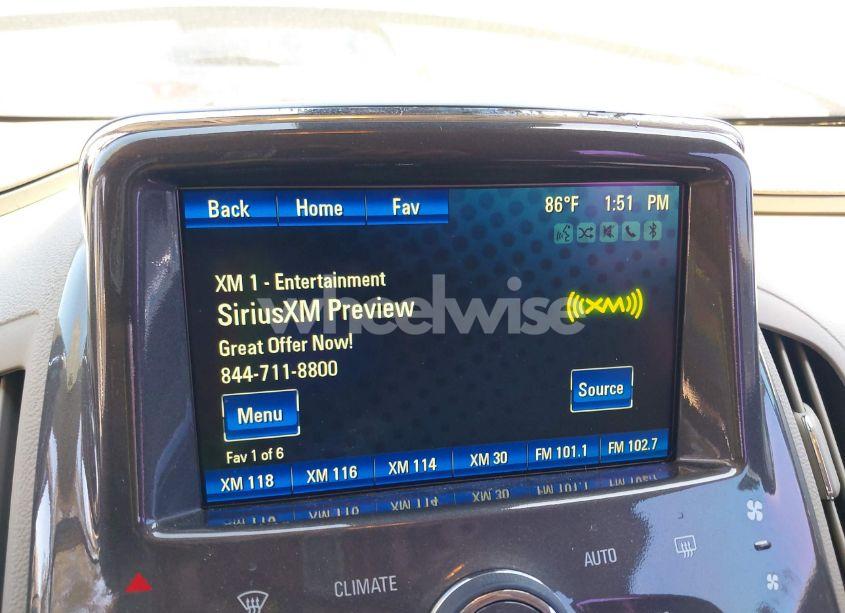 Back Home Fav 86°F 1:51 PM
XM 1 - Entertainment
SiriusXM Preview
((( XM )))
wheelwise
Great Offer Now!
844-711-8800
Menu
Source
Fav 1 of 6
XM 118 XM 116 XM 114 XM 30 FM 101.1 FM 102.7
AUTO
CLIMATE